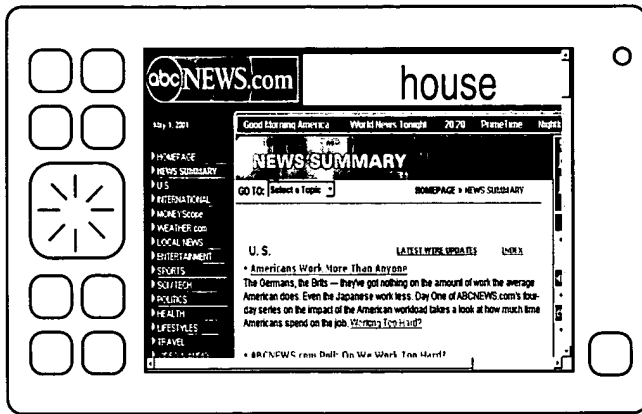 abcNEWS.com
house
May 1, 2001
Good Morning America World News Tonight 20/20 PrimeTime Nightli
NEWS SUMMARY
GO TO: Select a Topic
HOMEPAGE » NEWS SUMMARY
HOMEPAGE
NEWS SUMMARY
U.S
INTERNATIONAL
MONEYScope
WEATHER.com
LOCAL NEWS
ENTERTAINMENT
SPORTS
SCI / TECH
POLITICS
HEALTH
LIFESTYLES
TRAVEL
U. S. LATEST WIRE UPDATES INDEX
• Americans Work More Than Anyone
The Germans, the Brits — they've got nothing on the amount of work the average
American does. Even the Japanese work less. Day One of ABCNEWS.com's four-
day series on the impact of the American workload takes a look at how much time
Americans spend on the job. Working Too Hard?
• ABCNEWS.com Poll: Do We Work Too Hard?